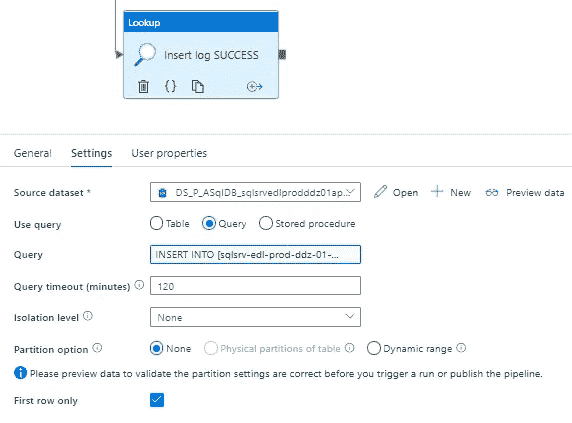 Lookup
Insert log SUCCESS
{}
General Settings User properties
Source dataset * DS_P_ASqlDB_sqlsrvedlprodddz01ap... Open New Preview data
Use query Table Query Stored procedure
Query INSERT INTO [sqlsrv-edl-prod-ddz-01-...
Query timeout (minutes) 120
Isolation level None
Partition option None Physical partitions of table Dynamic range
Please preview data to validate the partition settings are correct before you trigger a run or publish the pipeline.
First row only